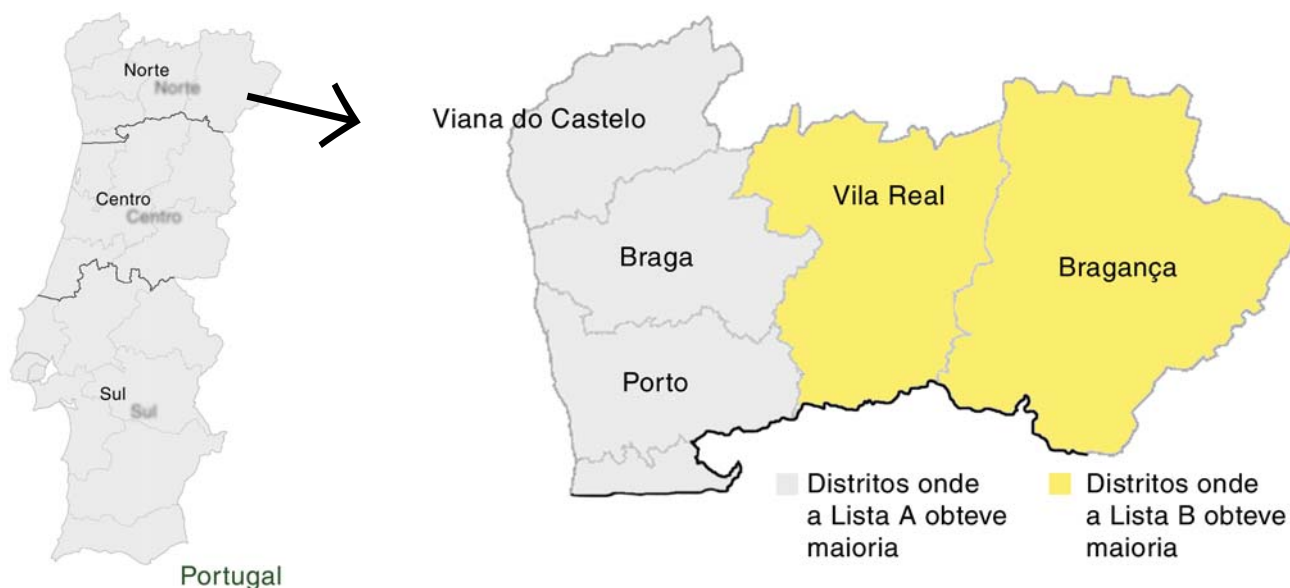 Norte
Norte
Centro
Centro
Sul
Sul
Portugal
Viana do Castelo
Vila Real
Braga
Bragança
Porto
Distritos onde
a Lista A obteve
maioria
Distritos onde
a Lista B obteve
maioria